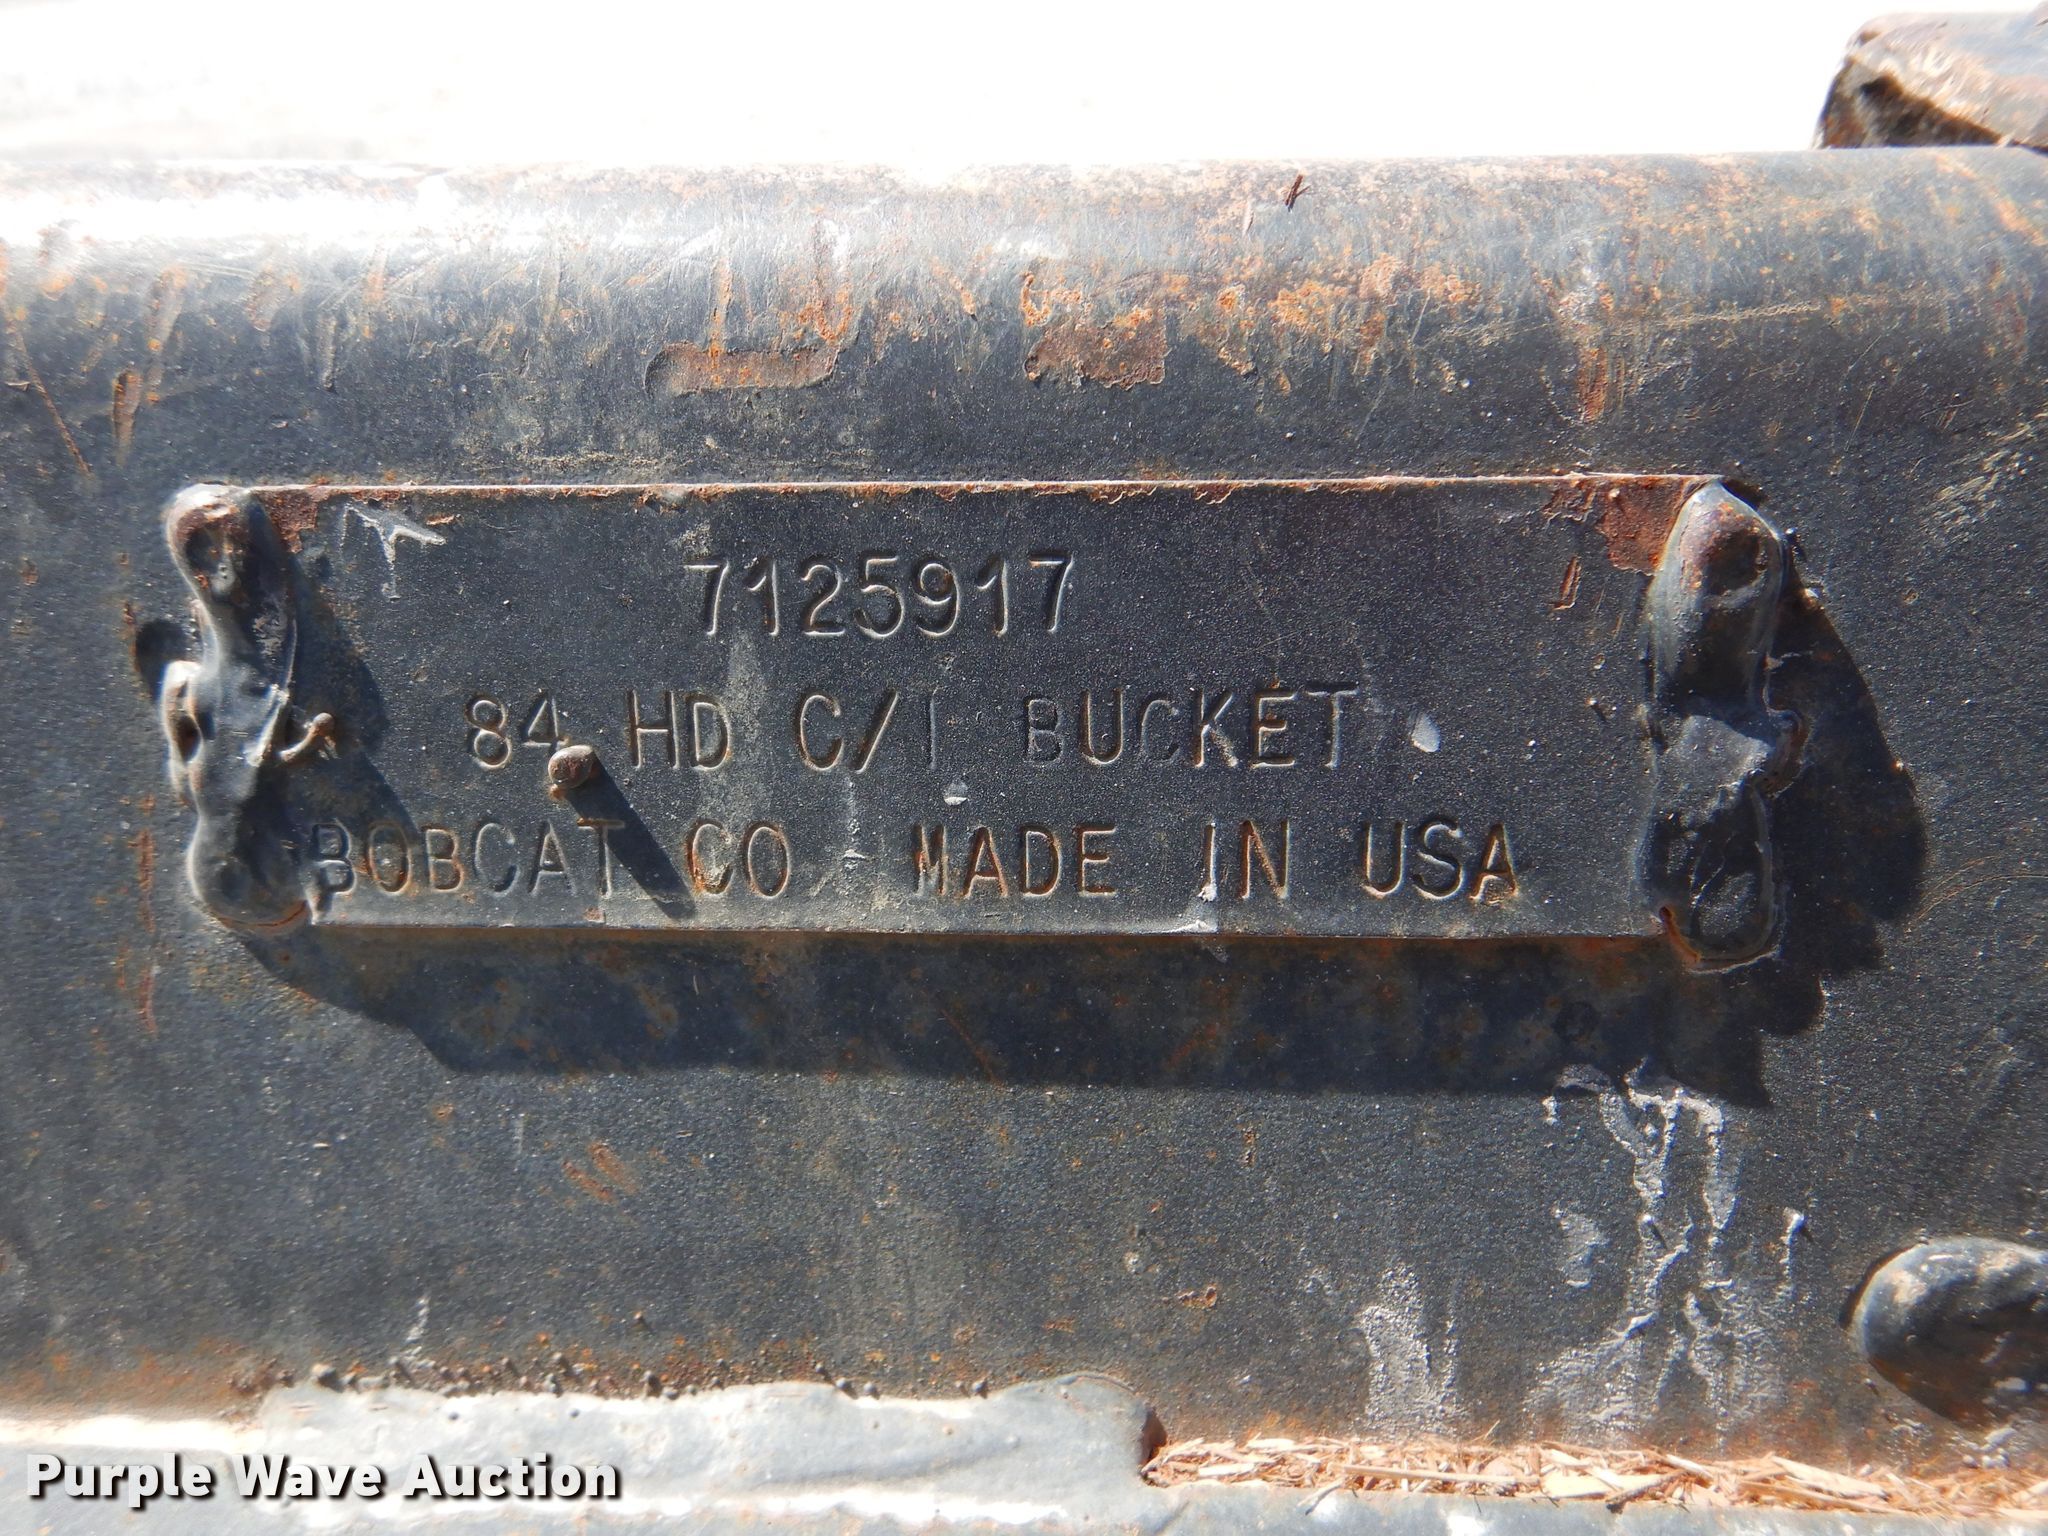 7125917
84 HD C/I BUCKET
BOBCAT CO MADE IN USA
Purple Wave Auction